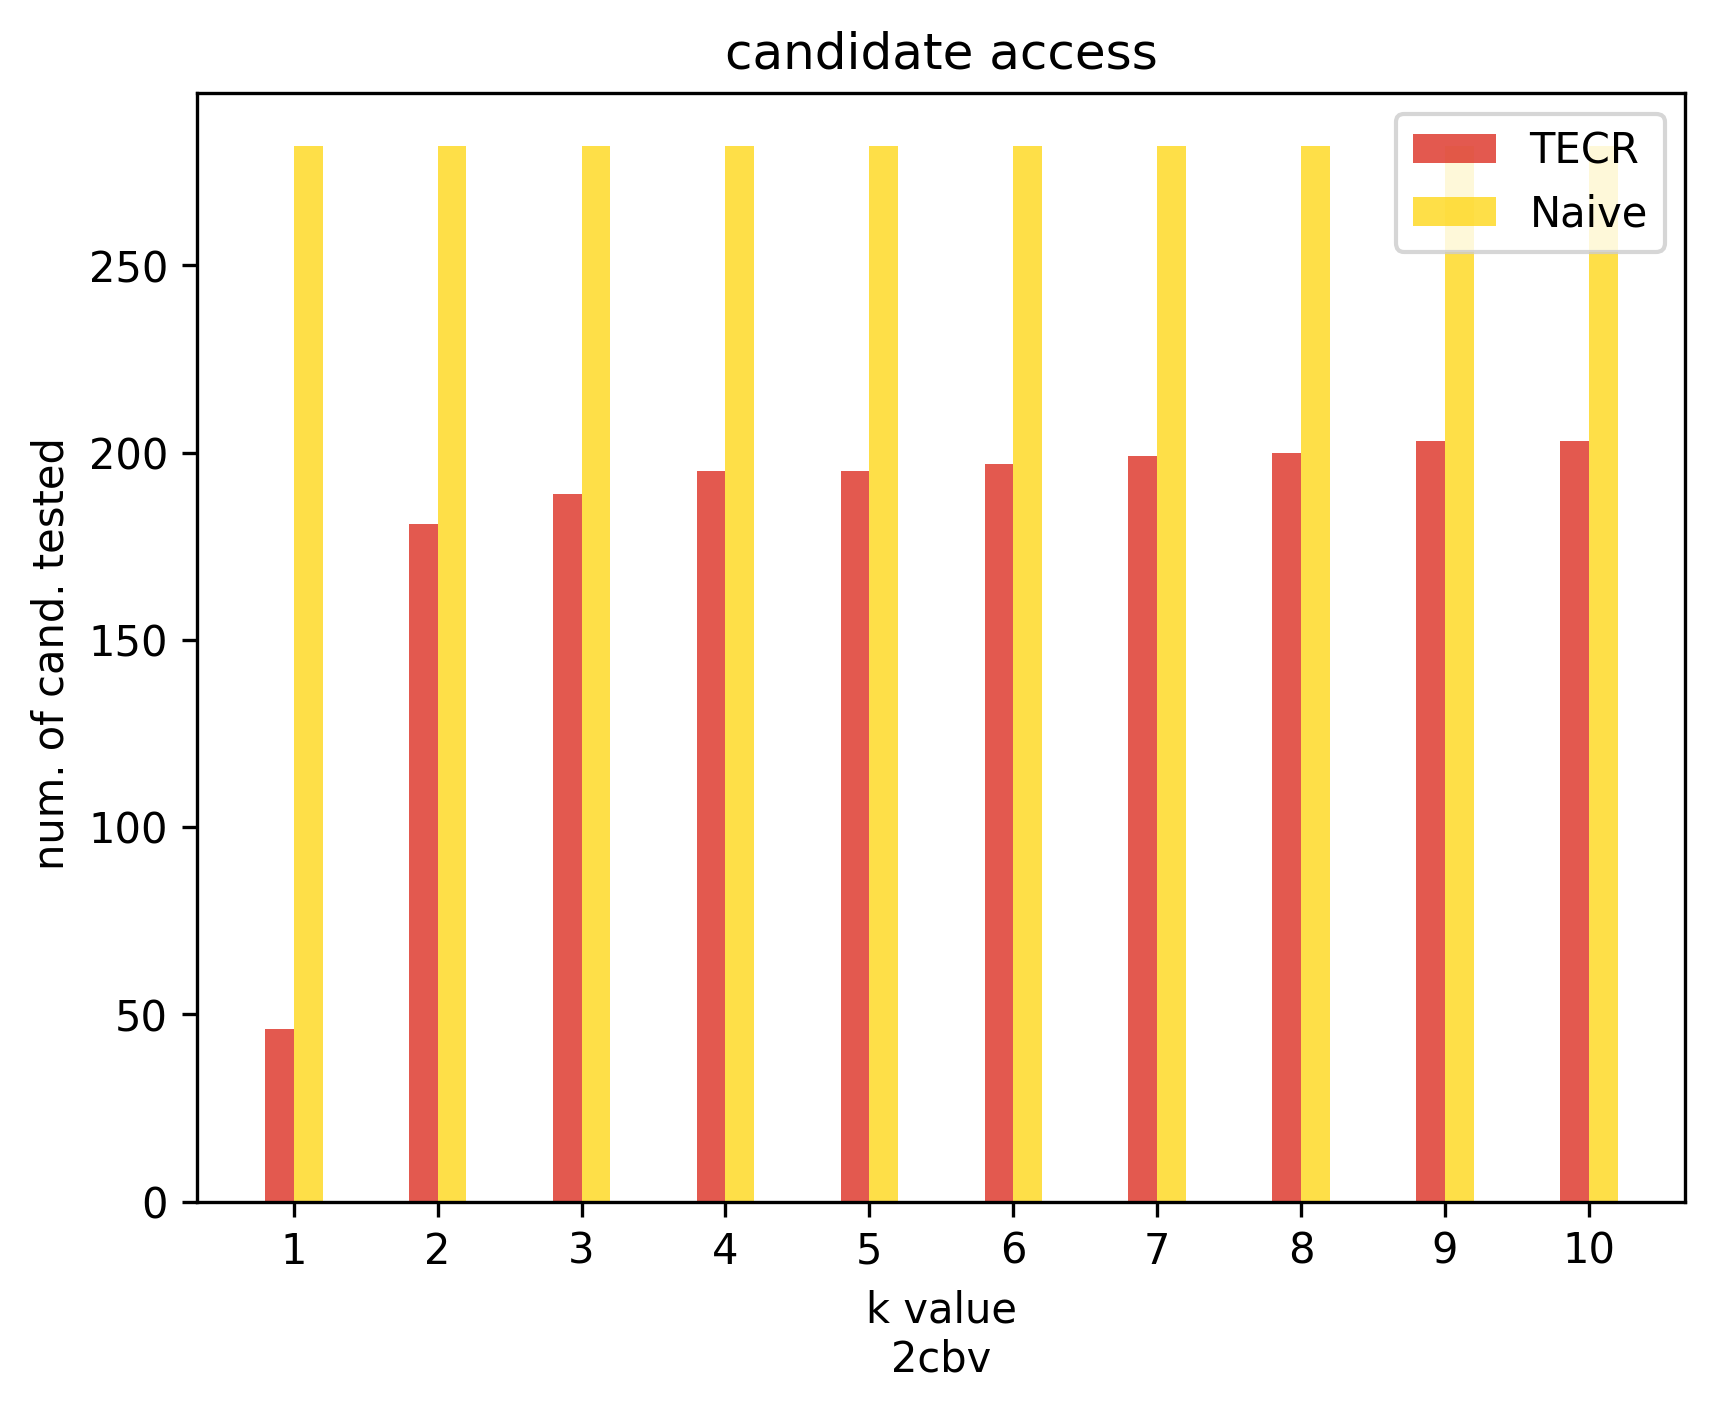 candidate access
TECR
Naive
num. of cand. tested
250
200
150
100
50
0
1 2 3 4 5 6 7 8 9 10
k value
2cbv